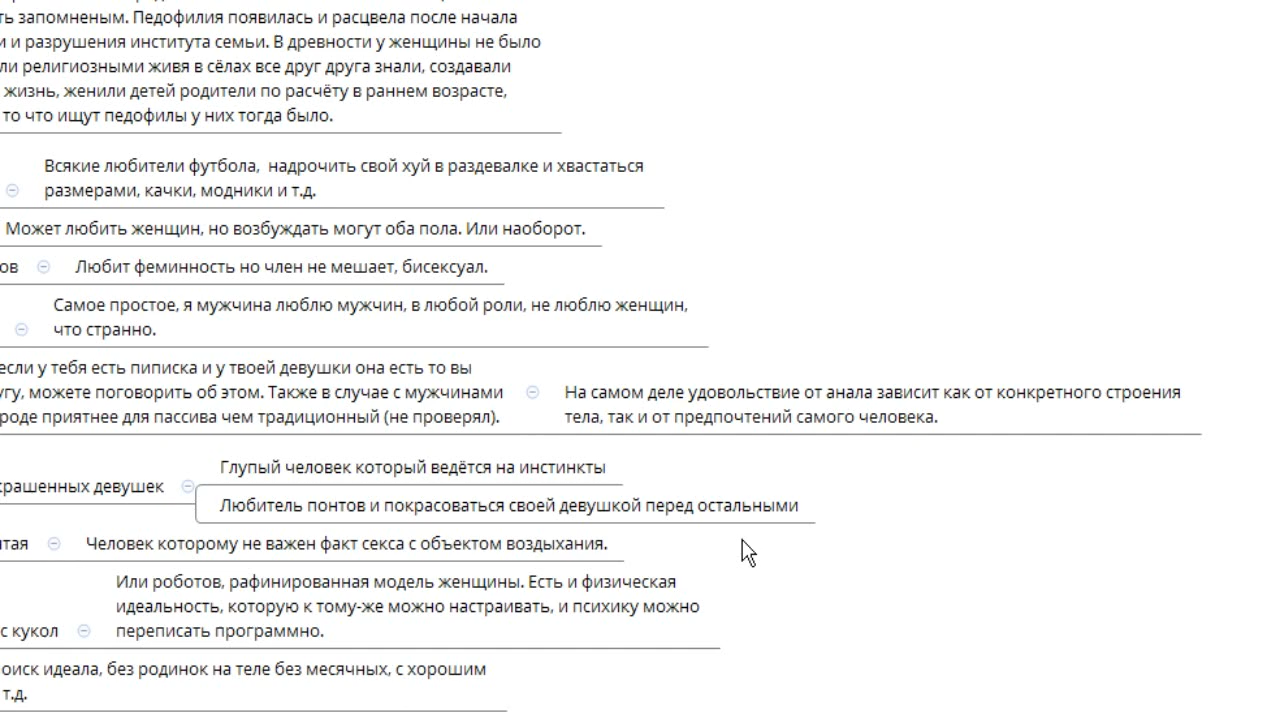 ть запомненым. Педофилия появилась и расцвела после начала
и и разрушения института семьи. В древности у женщины не было
ли религиозными живя в сёлах все друг друга знали, создавали
жизнь, женили детей родители по расчёту в раннем возрасте,
то что ищут педофилы у них тогда было.
Всякие любители футбола, надрочить свой хуй в раздевалке и хвастаться
размерами, качки, модники и т.д.
Может любить женщин, но возбуждать могут оба пола. Или наоборот.
ов Любит феминность но член не мешает, бисексуал.
Самое простое, я мужчина люблю мужчин, в любой роли, не люблю женщин,
что странно.
если у тебя есть пиписка и у твоей девушки она есть то вы
угу, можете поговорить об этом. Также в случае с мужчинами
роде приятнее для пассива чем традиционный (не проверял).
На самом деле удовольствие от анала зависит как от конкретного строения
тела, так и от предпочтений самого человека.
крашенных девушек
Глупый человек который ведётся на инстинкты
Любитель понтов и покрасоваться своей девушкой перед остальными
тая Человек которому не важен факт секса с объектом воздыхания.
с кукол
Или роботов, рафинированная модель женщины. Есть и физическая
идеальность, которую к тому-же можно настраивать, и психику можно
переписать программно.
оиск идеала, без родинок на теле без месячных, с хорошим
т.д.